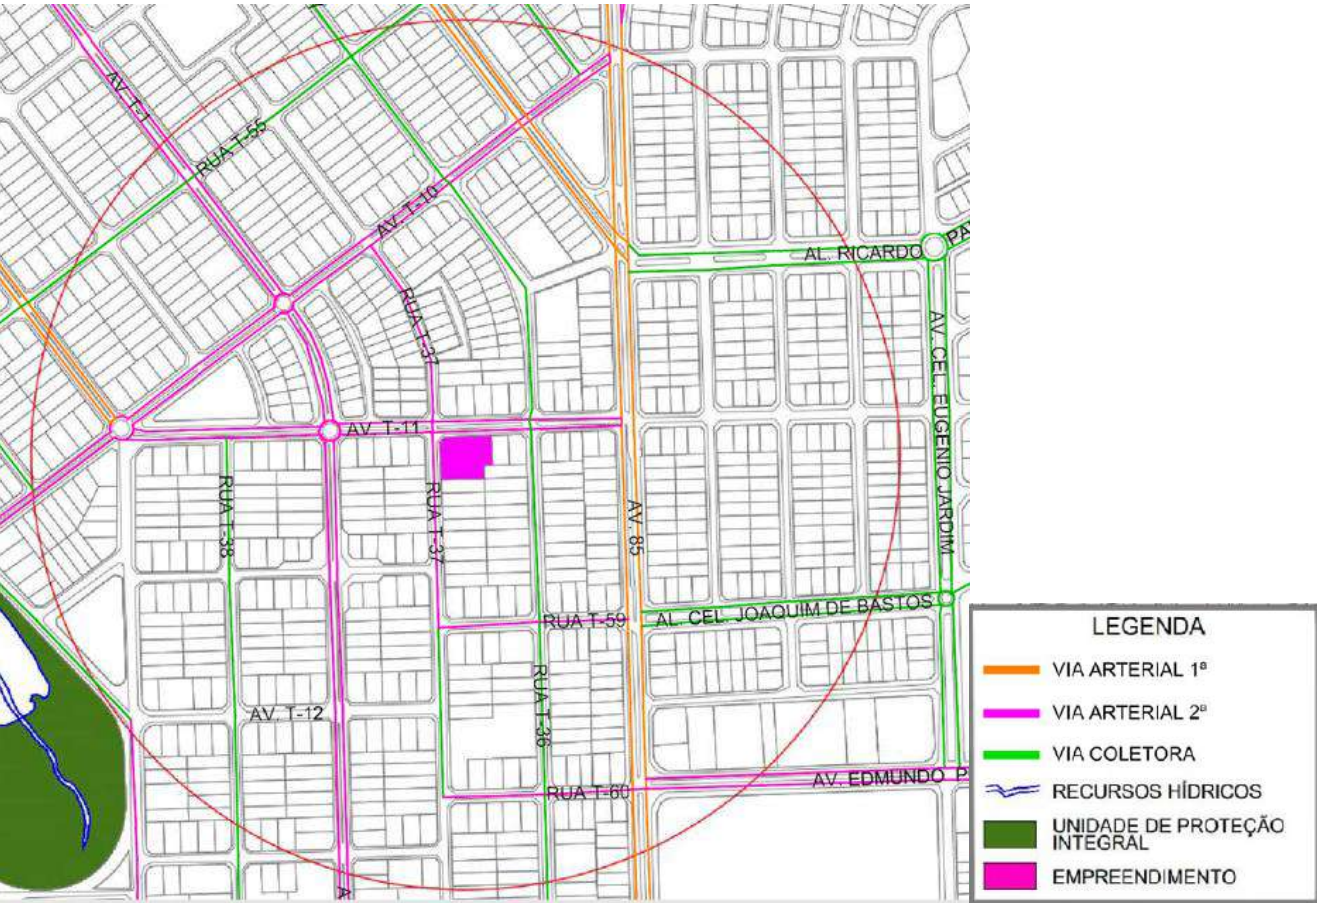 AV. T-1
RUA T-55
AV. T-10
AL. RICARDO
RUA T-37
AV. CEL. EUGENIO JARDIM
AV. T-11
RUA T-38
RUA T-37
AV. 85
RUA T-59
AL. CEL. JOAQUIM DE BASTOS
RUA T-36
AV. T-12
RUA T-60
AV. EDMUNDO P
LEGENDA
VIA ARTERIAL 1ª
VIA ARTERIAL 2ª
VIA COLETORA
RECURSOS HÍDRICOS
UNIDADE DE PROTEÇÃO
INTEGRAL
EMPREENDIMENTO